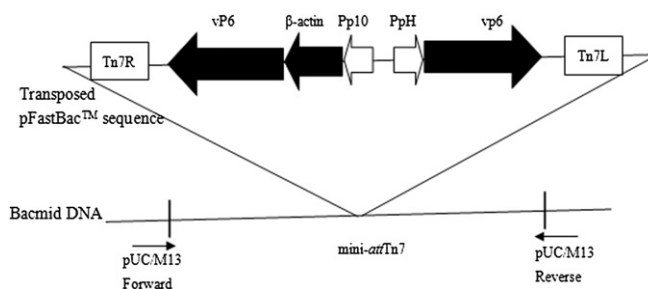 vP6 β-actin Pp10 PpH vp6
Tn7R Tn7L
Transposed
pFastBac™ sequence
Bacmid DNA
mini-attTn7
pUC/M13
Forward
pUC/M13
Reverse